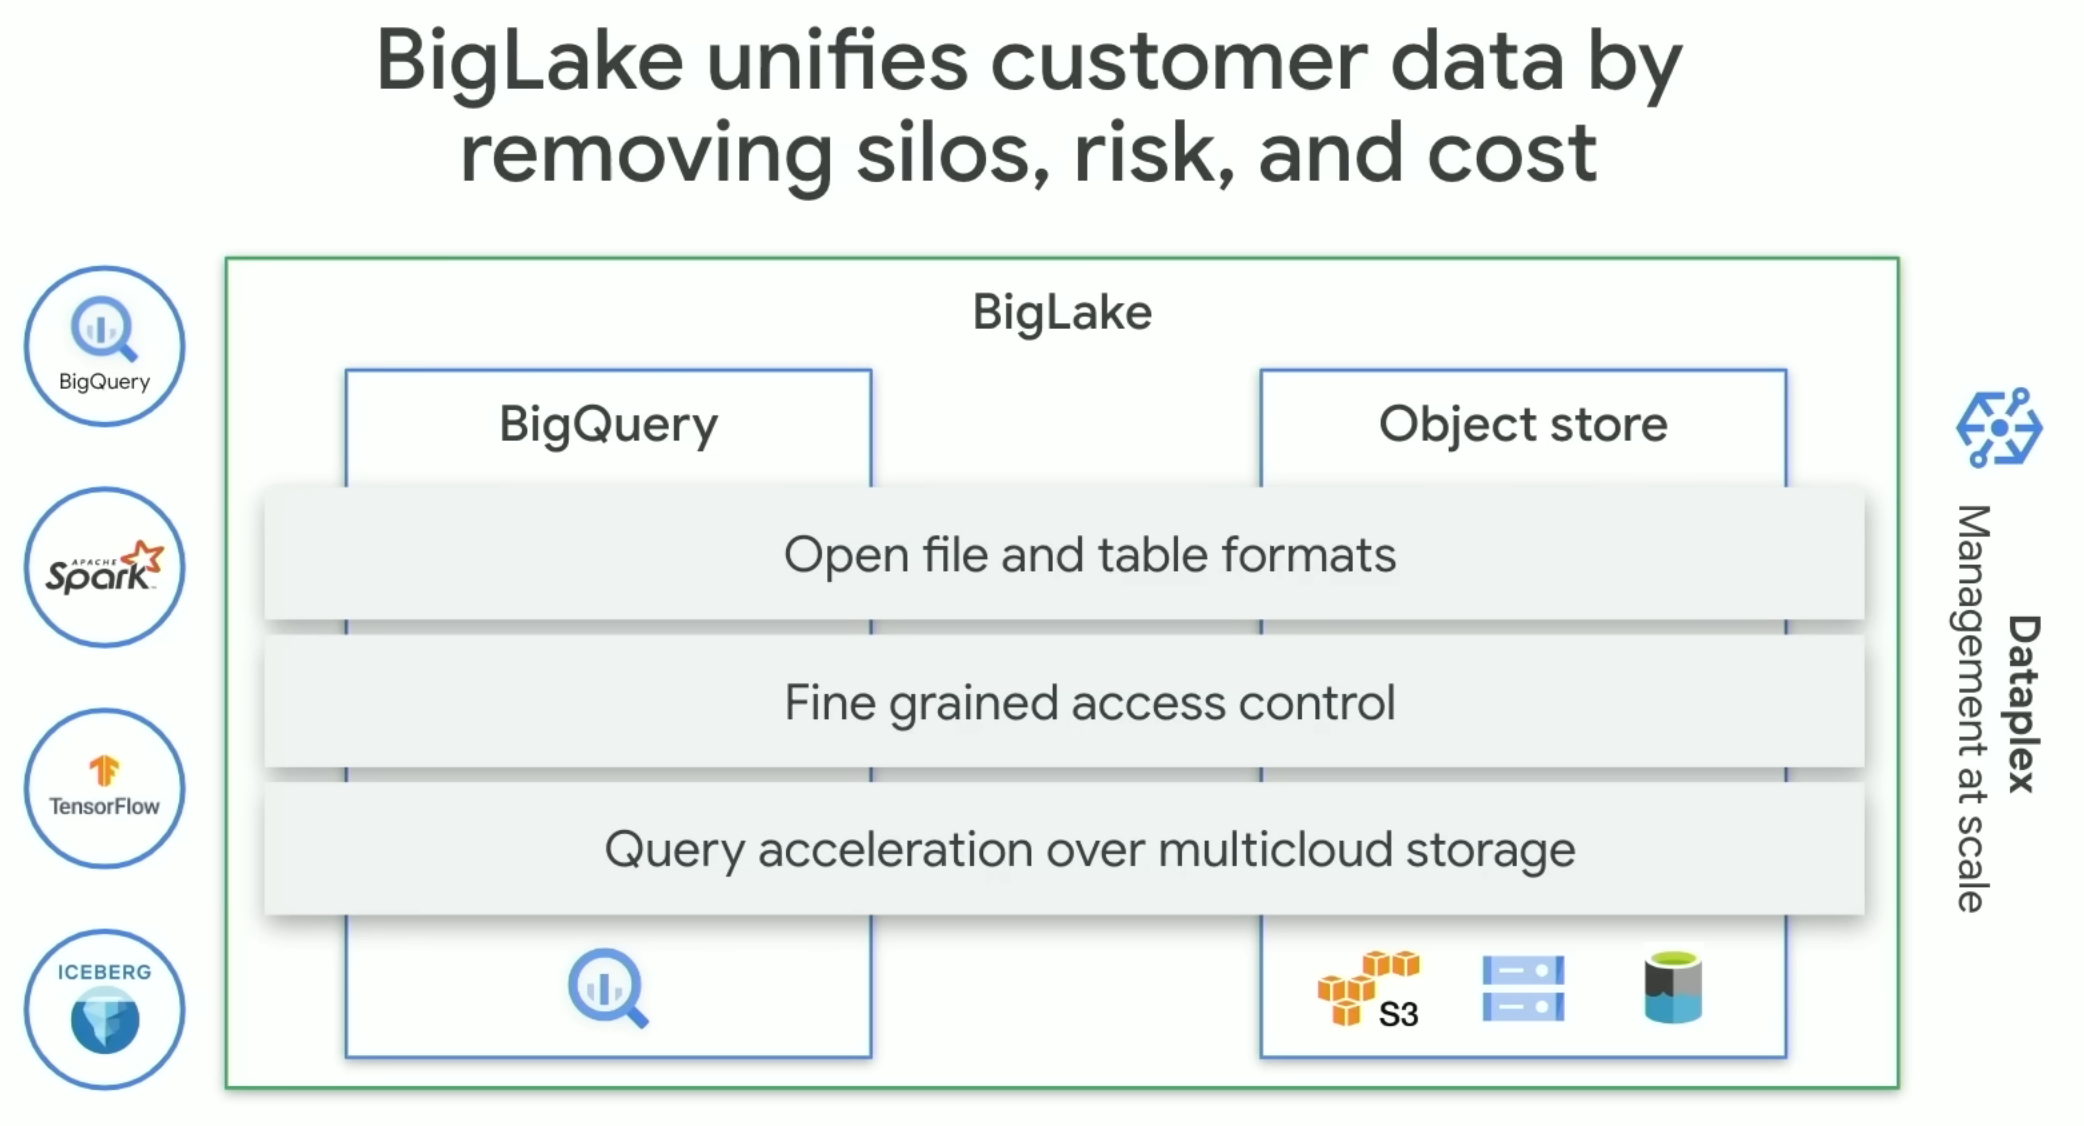 BigLake unifies customer data by
removing silos, risk, and cost
BigQuery
APACHE
Spark
TensorFlow
ICEBERG
BigLake
BigQuery
Object store
Open file and table formats
Fine grained access control
Query acceleration over multicloud storage
S3
Dataplex
Management at scale